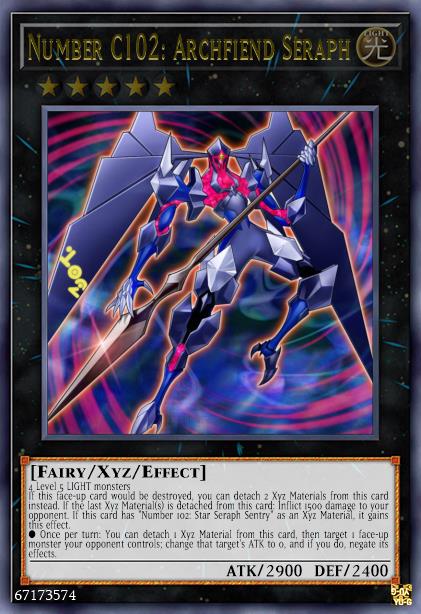 NUMBER C102: ARCHFIEND SERAPH
LIGHT
光
102
[FAIRY/XYZ/EFFECT]
4 Level 5 LIGHT monsters
If this face-up card would be destroyed, you can detach 2 Xyz Materials from this card
instead. If the last Xyz Material(s) is detached from this card: Inflict 1500 damage to your
opponent. If this card has "Number 102: Star Seraph Sentry" as an Xyz Material, it gains
this effect.
● Once per turn: You can detach 1 Xyz Material from this card, then target 1 face-up
monster your opponent controls; change that target's ATK to 0, and if you do, negate its
effects.
ATK/2900 DEF/2400
67173574